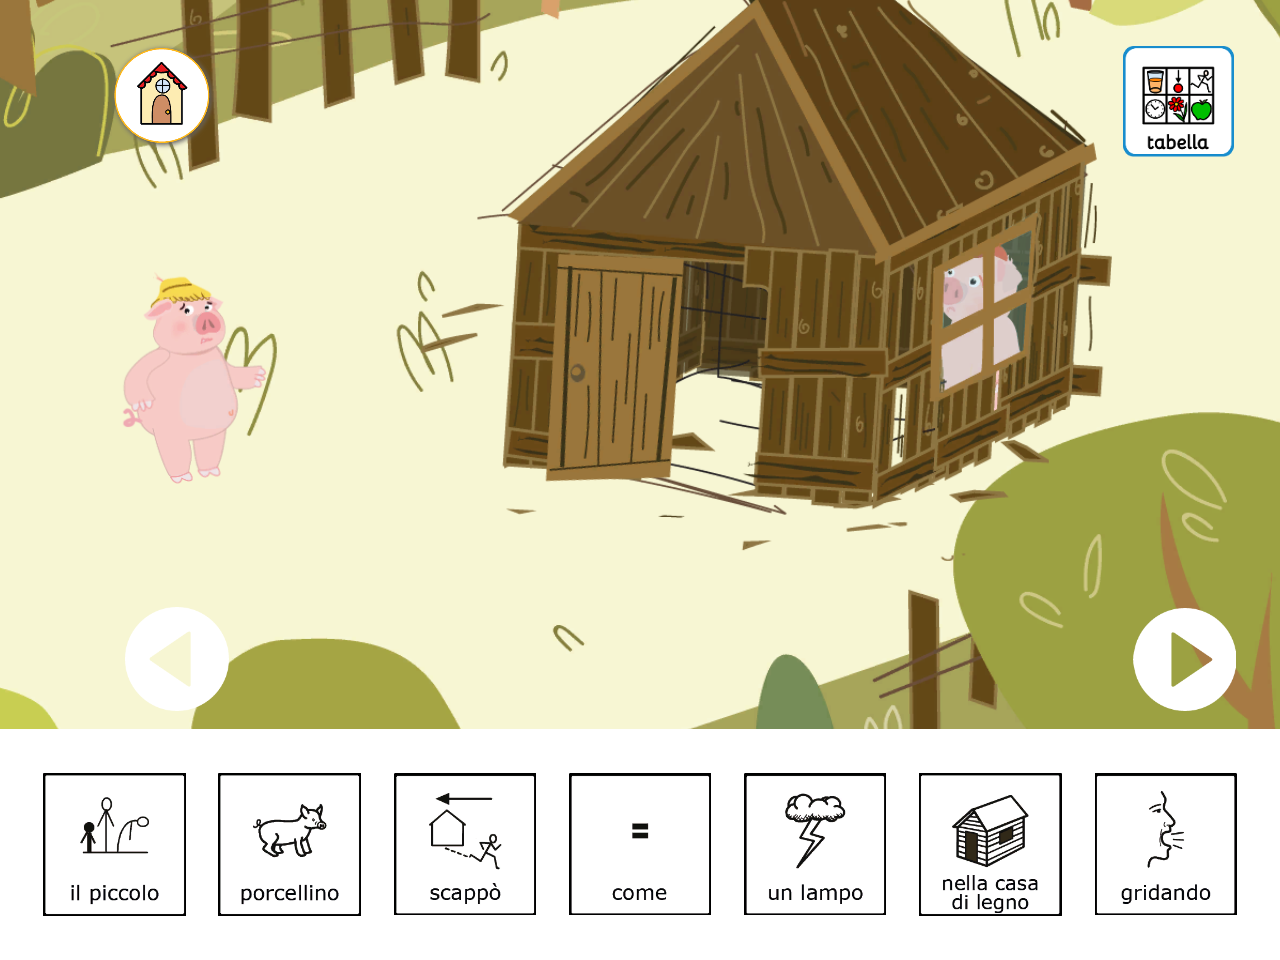 tabella
il piccolo
porcellino
scappò
come
un lampo
nella casa
di legno
gridando